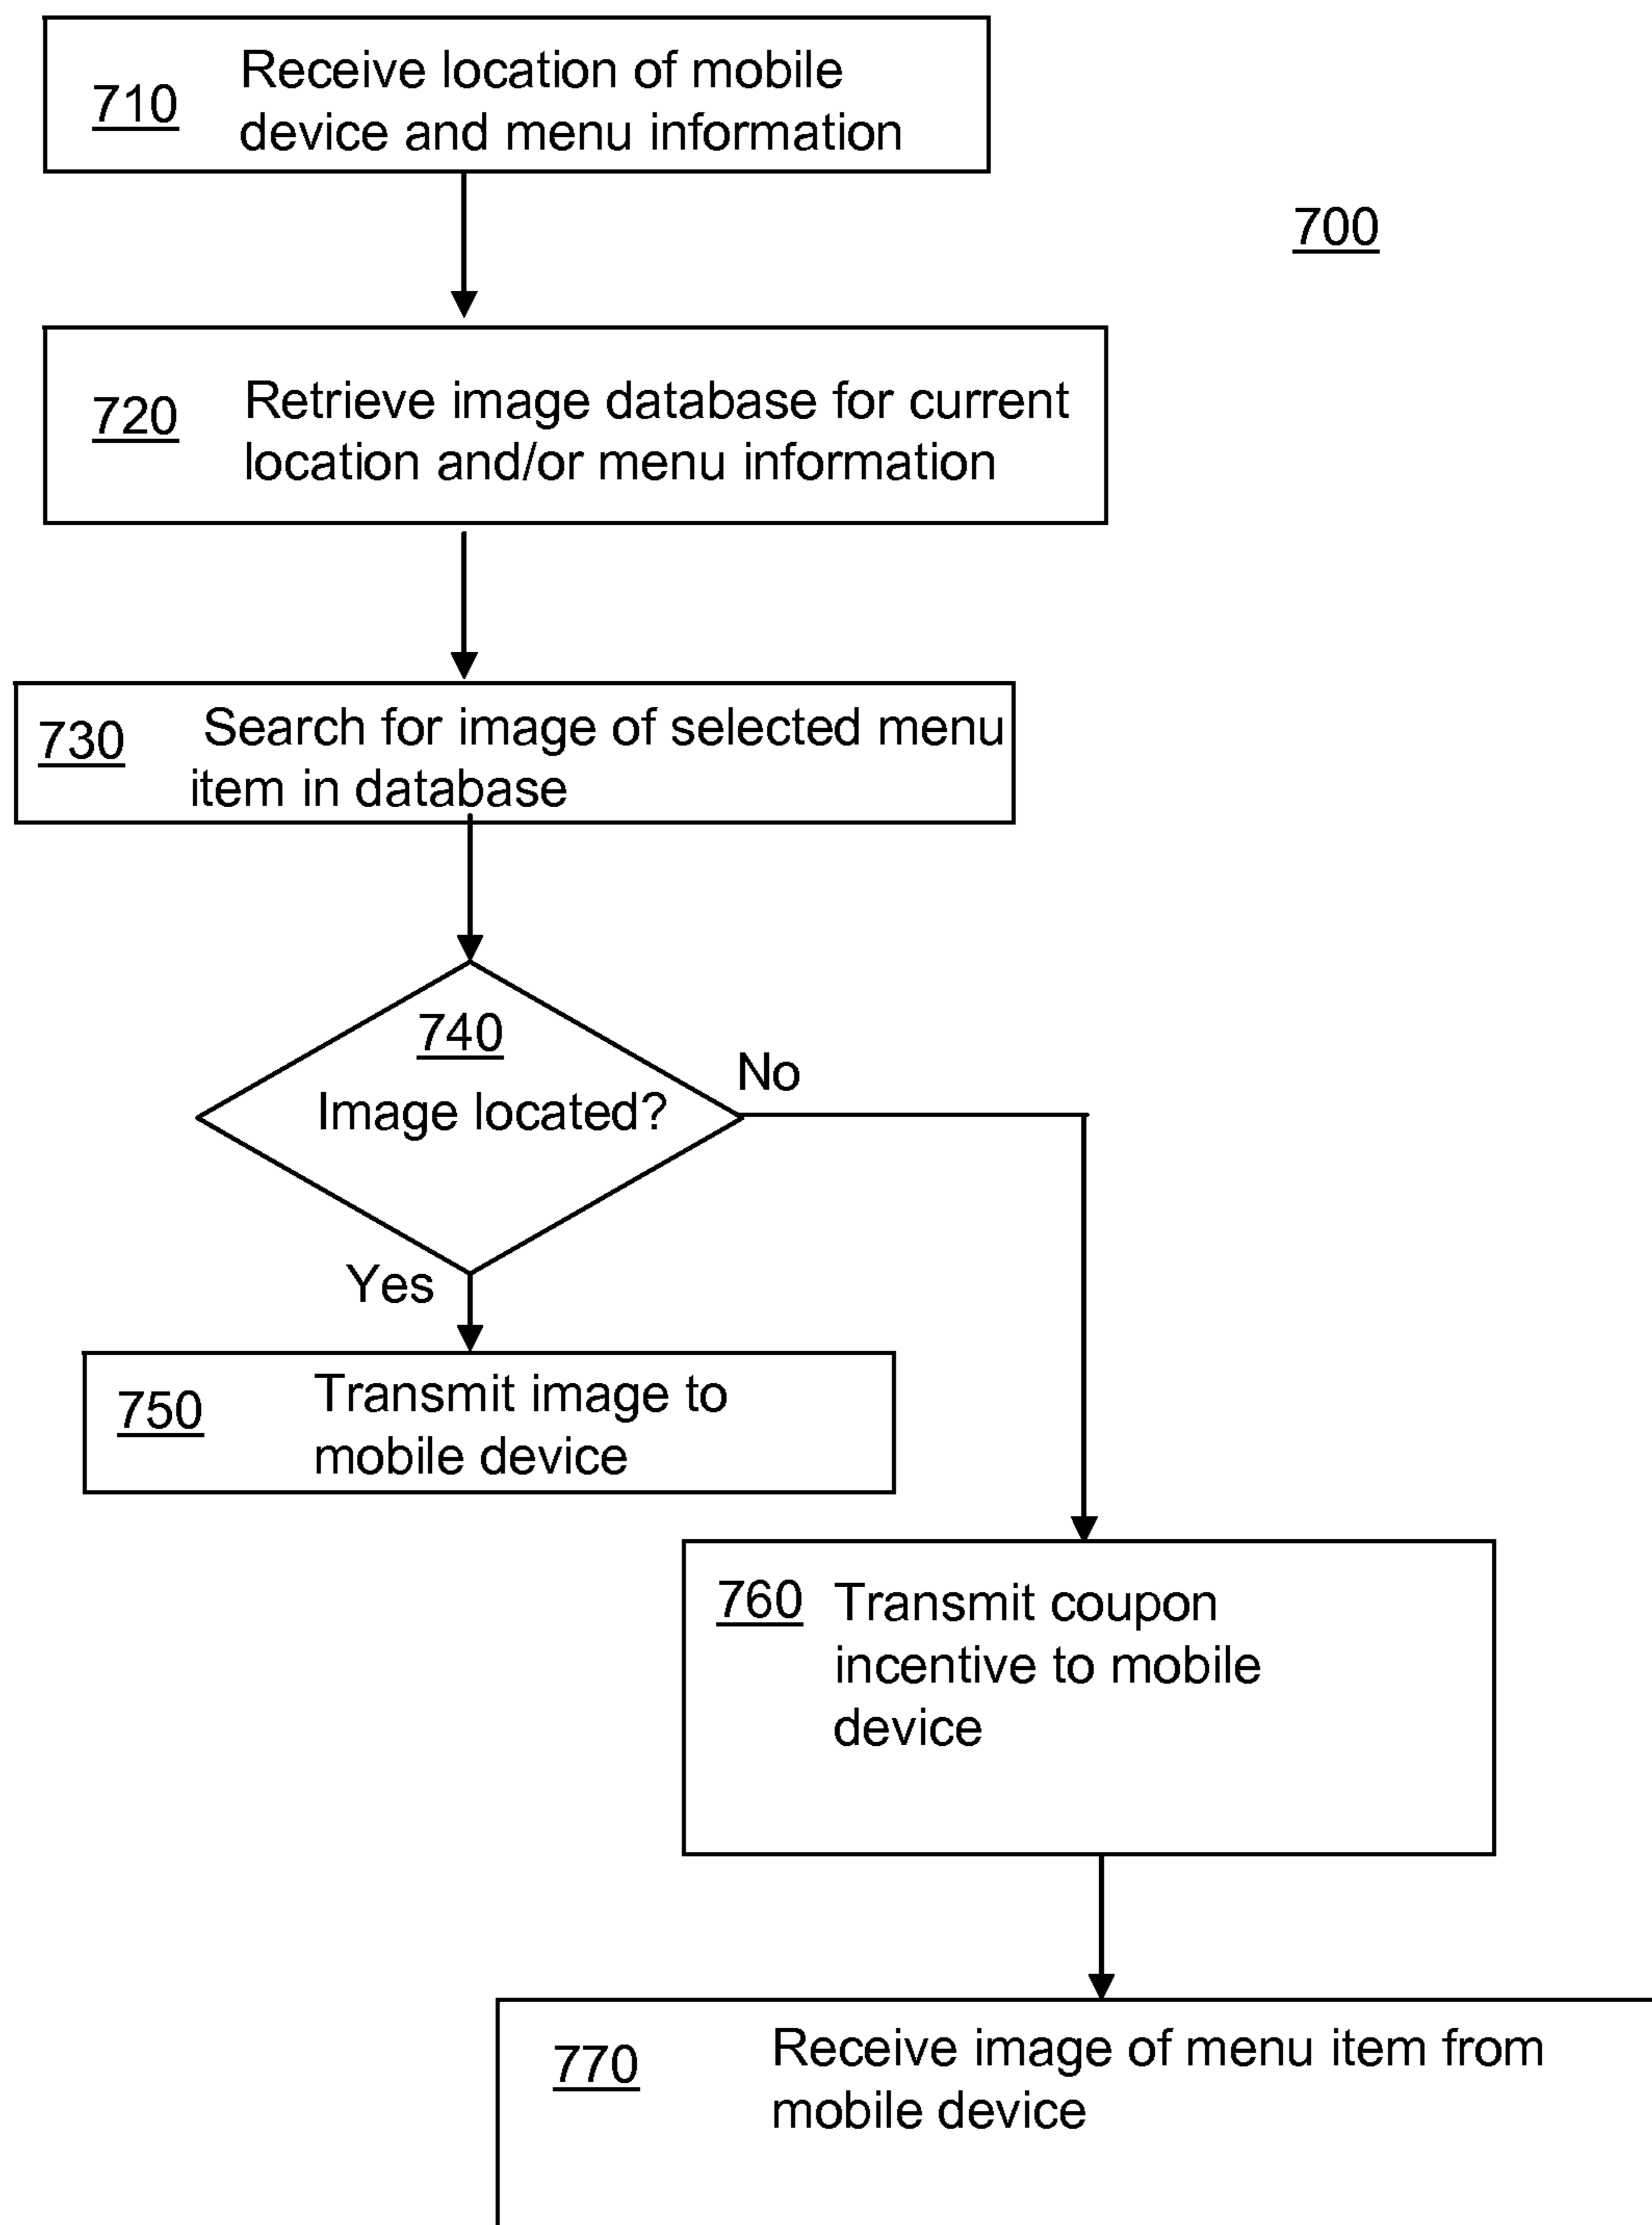 710 Receive location of mobile
device and menu information
700
720 Retrieve image database for current
location and/or menu information
730 Search for image of selected menu
item in database
740
Image located?
No
Yes
750 Transmit image to
mobile device
760 Transmit coupon
incentive to mobile
device
770 Receive image of menu item from
mobile device